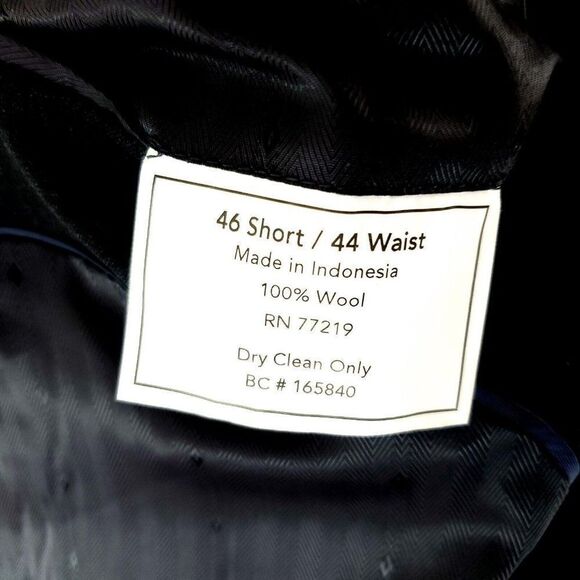 46 Short / 44 Waist
Made in Indonesia
100% Wool
RN 77219
Dry Clean Only
BC # 165840